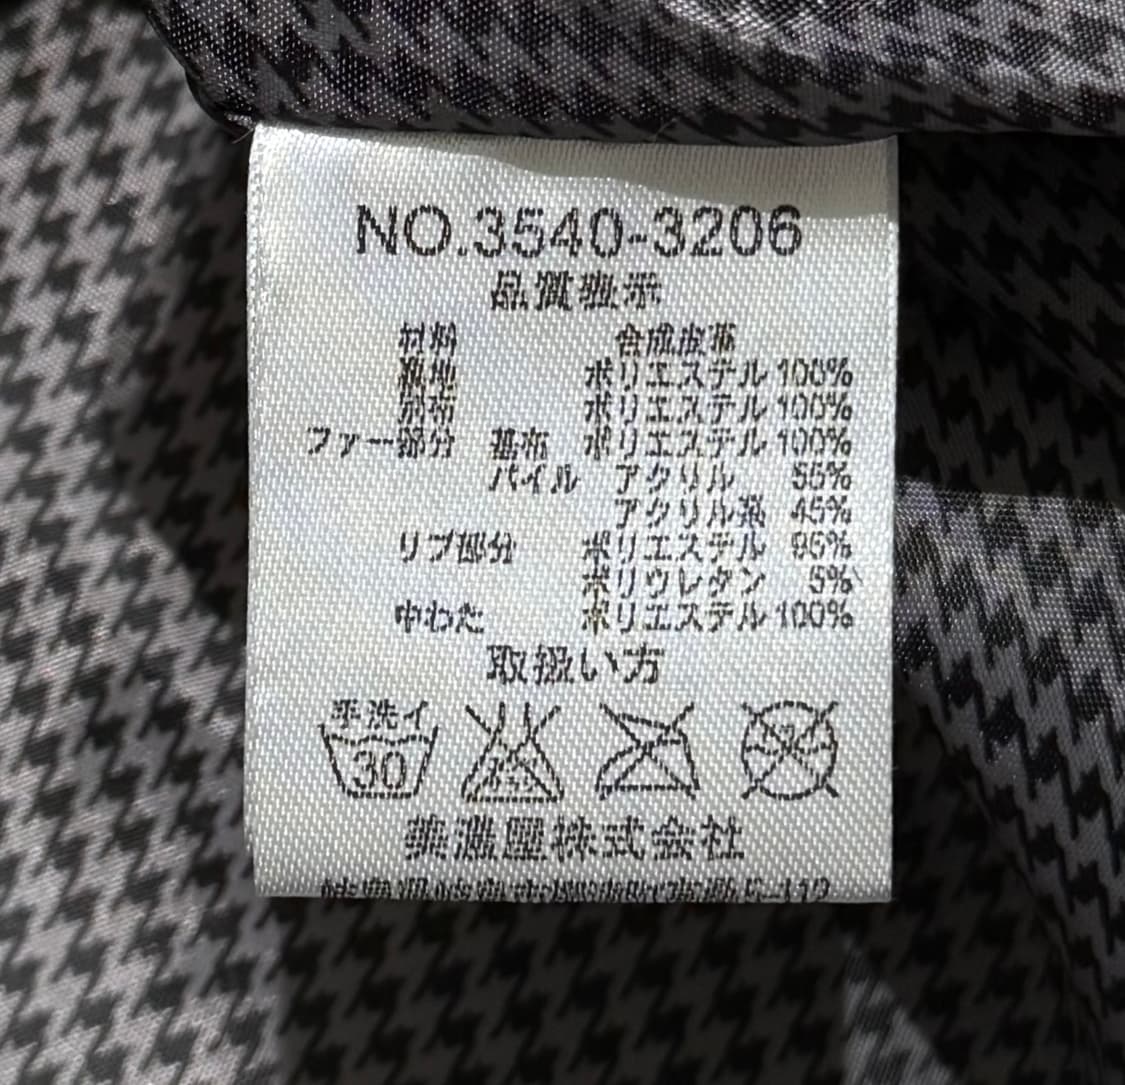 NO.3540-3206
品質表示
材料 合成皮革
裏地 ポリエステル 100%
別布 ポリエステル 100%
ファー部分 基布 ポリエステル 100%
パイル アクリル 55%
アクリル系 45%
リブ部分 ポリエステル 95%
ポリウレタン 5%
中わた ポリエステル 100%
取扱い方
手洗イ
30
美濃屋株式会社
5-112